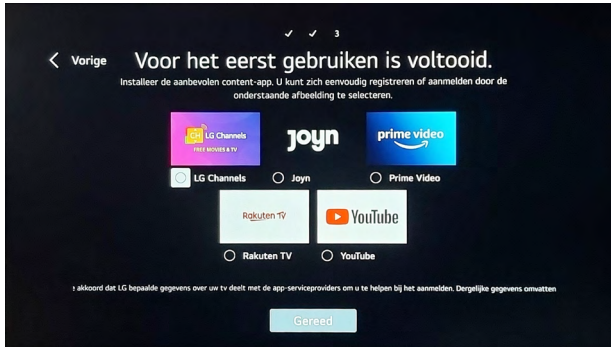 ✓ ✓ 3
Vorige
Voor het eerst gebruiken is voltooid.
Installeer de aanbevolen content-app. U kunt zich eenvoudig registreren of aanmelden door de
onderstaande afbeelding te selecteren.
CH LG Channels
FREE MOVIES & TV
Joyn
prime video
LG Channels
Joyn
Prime Video
Rakuten TV
YouTube
Rakuten TV
YouTube
akkoord dat LG bepaalde gegevens over uw tv deelt met de app-serviceproviders om u te helpen bij het aanmelden. Dergelijke gegevens omvatten
Gereed